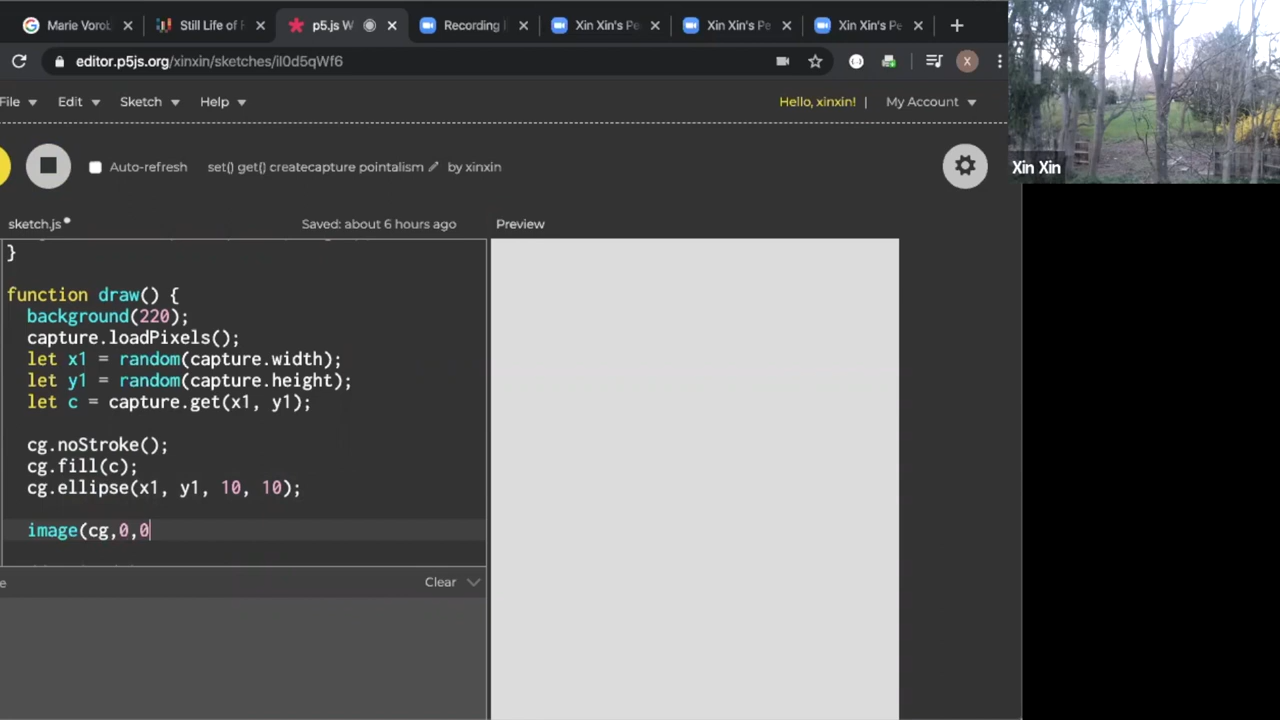 Marie Vorob
Still Life of F
p5.js W
Recording
Xin Xin's Pe
Xin Xin's Pe
Xin Xin's Pe
editor.p5js.org/xinxin/sketches/il0d5qWf6
X
File
Edit
Sketch
Help
Hello, xinxin! |
My Account
Auto-refresh
set() get() createcapture pointalism
by xinxin
Xin Xin
sketch.js
Saved: about 6 hours ago
Preview
}
function draw() {
background(220);
capture.loadPixels();
let x1 = random(capture.width);
let y1 = random(capture.height);
let c = capture.get(x1, y1);
cg.noStroke();
cg.fill(c);
cg.ellipse(x1, y1, 10, 10);
image(cg,0,0
Clear